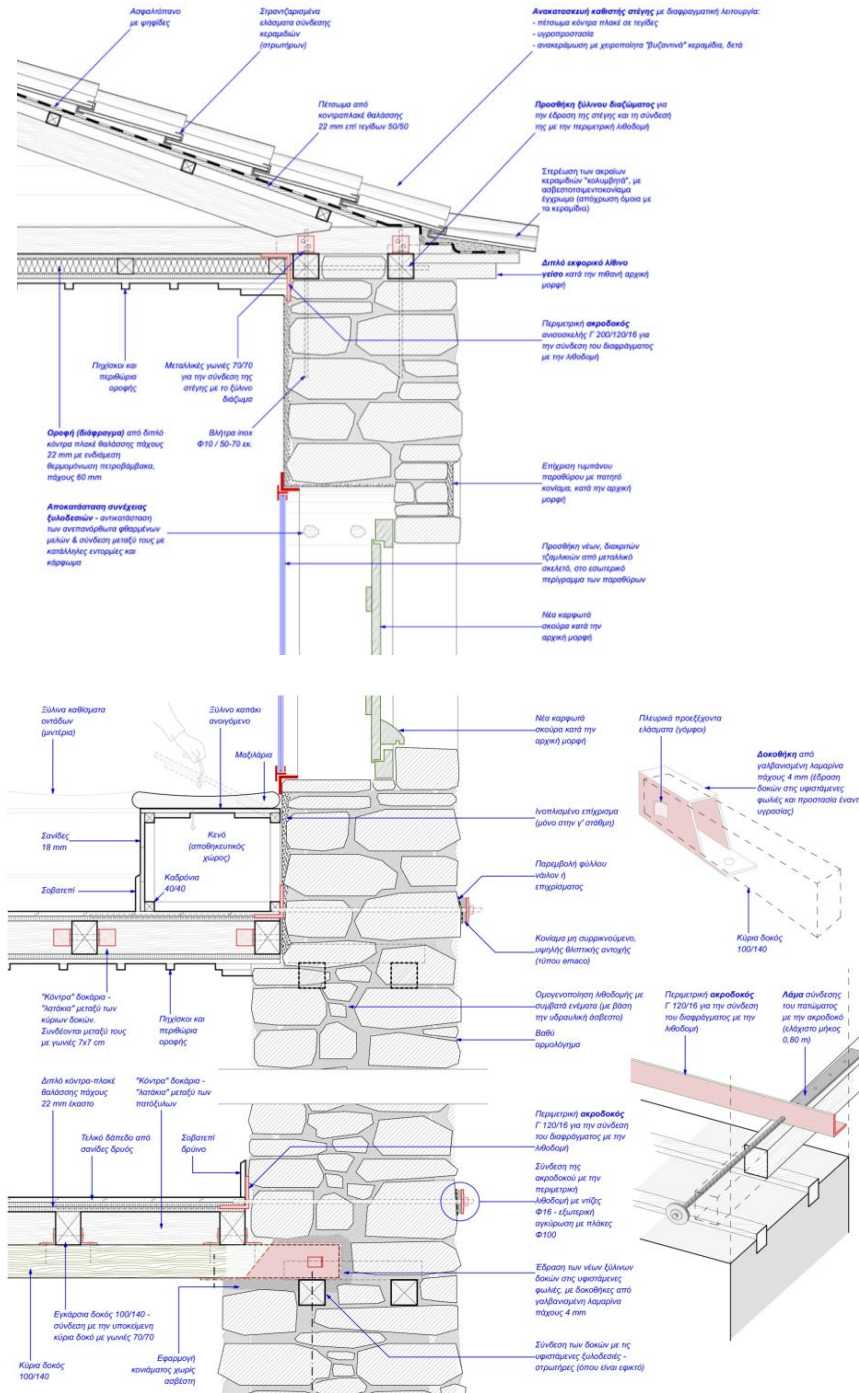 Ασφαλτόπανο
με ψηφίδες
Στραντζαρισμένα
ελάσματα σύνδεσης
κεραμιδιών
(στρωτήρων)
Ανακατασκευή καθιστής στέγης με διαφραγματική λειτουργία:
- πέτσωμα κόντρα πλακέ σε τεγίδες
- υγροπροστασία
- ανακεράμωση με χειροποίητα "βυζαντινά" κεραμίδια, δετά
Πέτσωμα από
κοντραπλακέ θαλάσσης
22 mm επί τεγίδων 50/50
Προσθήκη ξύλινου διαζώματος για
την έδραση της στέγης και τη σύνδεσή
της με την περιμετρική λιθοδομή
Στερέωση των ακραίων
κεραμιδιών "κολυμβητά", με
ασβεστοτσιμεντοκονίαμα
έγχρωμο (απόχρωση όμοια με
τα κεραμίδια)
Διπλό εκφορικό λίθινο
γείσο κατά την πιθανή αρχική
μορφή
Πηχίσκοι και
περιθώρια
οροφής
Μεταλλικές γωνιές 70/70
για την σύνδεση της
στέγης με το ξύλινο
διάζωμα
Περιμετρική ακροδοκός
ανισοσκελής Γ 200/120/16 για
την σύνδεση του διαφράγματος
με την λιθοδομή
Οροφή (διάφραγμα) από διπλό
κόντρα πλακέ θαλάσσης πάχους
22 mm με ενδιάμεση
θερμομόνωση πετροβάμβακα,
πάχους 60 mm
Βλήτρα inox
Φ10 / 50-70 εκ.
Επίχριση τυμπάνου
παραθύρου με πατητό
κονίαμα, κατά την αρχική
μορφή
Αποκατάσταση συνέχειας
ξυλοδεσιών - αντικατάσταση
των ανεπανόρθωτα φθαρμένων
μελών & σύνδεση μεταξύ τους με
κατάλληλες εντορμίες και
κάρφωμα
Προσθήκη νέων, διακριτών
τζαμλικιών από μεταλλικό
σκελετό, στο εσωτερικό
περίγραμμα των παραθύρων
Νέα καρφωτά
σκούρα κατά την
αρχική μορφή
Ξύλινα καθίσματα
οντάδων
(μιντέρια)
Ξύλινο καπάκι
ανοιγόμενο
Μαξιλάρια
Νέα καρφωτά
σκούρα κατά την
αρχική μορφή
Πλευρικά προεξέχοντα
ελάσματα (γόμφοι)
Δοκοθήκη από
γαλβανισμένη λαμαρίνα
πάχους 4 mm (έδραση
δοκών στις υφιστάμενες
φωλιές και προστασία έναντι
υγρασίας)
Σανίδες
18 mm
Κενό
(αποθηκευτικός
χώρος)
Ινοπλισμένο επίχρισμα
(μόνο στην γ' στάθμη)
Σοβατεπί
Καδρόνια
40/40
Παρεμβολή φύλλου
νάιλον ή
επιχρίσματος
Κονίαμα μη συρρικνούμενο,
υψηλής θλιπτικής αντοχής
(τύπου emaco)
Κύρια δοκός
100/140
"Κόντρα" δοκάρια -
"λατάκια" μεταξύ των
κύριων δοκών.
Συνδέονται μεταξύ τους
με γωνιές 7x7 cm
Πηχίσκοι και
περιθώρια
οροφής
Ομογενοποίηση λιθοδομής με
συμβατά ενέματα (με βάση
την υδραυλική άσβεστο)
Βαθύ
αρμολόγημα
Περιμετρική ακροδοκός
Γ 120/16 για την σύνδεση
του διαφράγματος με την
λιθοδομή
Λάμα σύνδεσης
του πατώματος
με την ακροδοκό
(ελάχιστο μήκος
0,80 m)
Διπλό κόντρα-πλακέ
θαλάσσης πάχους
22 mm έκαστο
"Κόντρα" δοκάρια -
"λατάκια" μεταξύ των
πατόξυλων
Τελικό δάπεδο από
σανίδες δρυός
Σοβατεπί
δρύινο
Περιμετρική ακροδοκός
Γ 120/16 για την σύνδεση
του διαφράγματος με την
λιθοδομή
Σύνδεση της
ακροδοκού με την
περιμετρική
λιθοδομή με ντίζες
Φ16 - εξωτερική
αγκύρωση με πλάκες
Φ100
Έδραση των νέων ξύλινων
δοκών στις υφιστάμενες
φωλιές, με δοκοθήκες από
γαλβανισμένη λαμαρίνα
πάχους 4 mm
Εγκάρσια δοκός 100/140 -
σύνδεση με την υποκείμενη
κύρια δοκό με γωνιές 70/70
Κύρια δοκός
100/140
Εφαρμογή
κονιάματος χωρίς
ασβέστη
Σύνδεση των δοκών με τις
υφιστάμενες ξυλοδεσιές -
στρωτήρες (όπου είναι εφικτό)